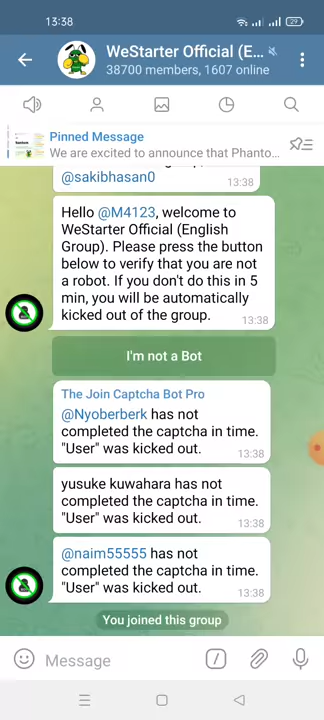 13:38
29
WeStarter Official (E...
38700 members, 1607 online
Pinned Message
We are excited to announce that Phanto...
@sakibhasan0
13:38
Hello @M4123, welcome to
WeStarter Official (English
Group). Please press the button
below to verify that you are not
a robot. If you don't do this in 5
min, you will be automatically
kicked out of the group.
13:38
I'm not a Bot
The Join Captcha Bot Pro
@Nyoberberk has not
completed the captcha in time.
"User" was kicked out.
13:38
yusuke kuwahara has not
completed the captcha in time.
"User" was kicked out.
13:38
@naim55555 has not
completed the captcha in time.
"User" was kicked out.
13:38
You joined this group
Message